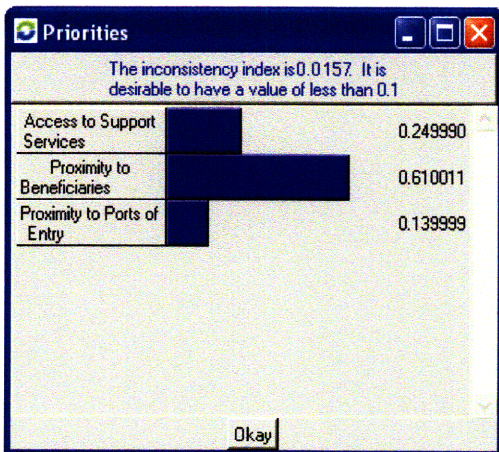 Priorities
The inconsistency index is0.0157. It is
desirable to have a value of less than 0.1
Access to Support
Services
0.249990
Proximity to
Beneficiaries
0.610011
Proximity to Ports of
Entry
0.139999
Okay